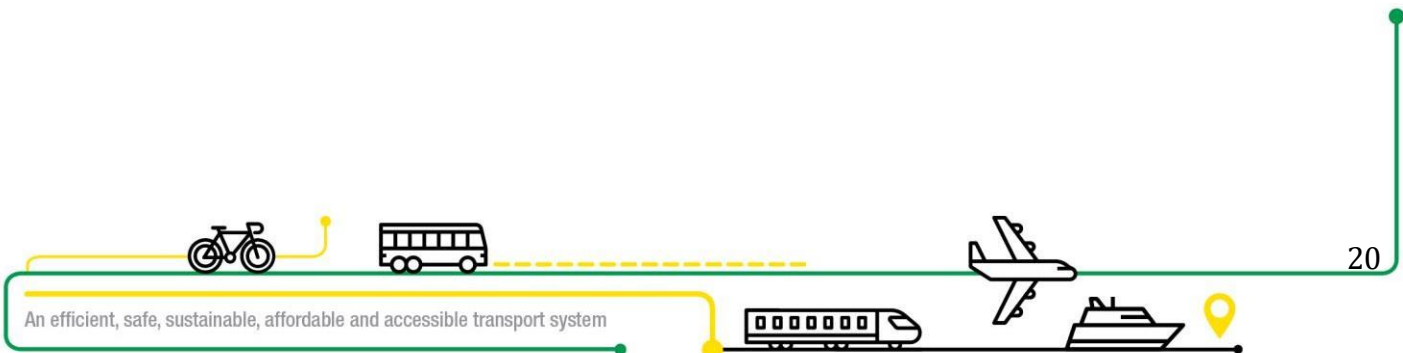 20
An efficient, safe, sustainable, affordable and accessible transport system